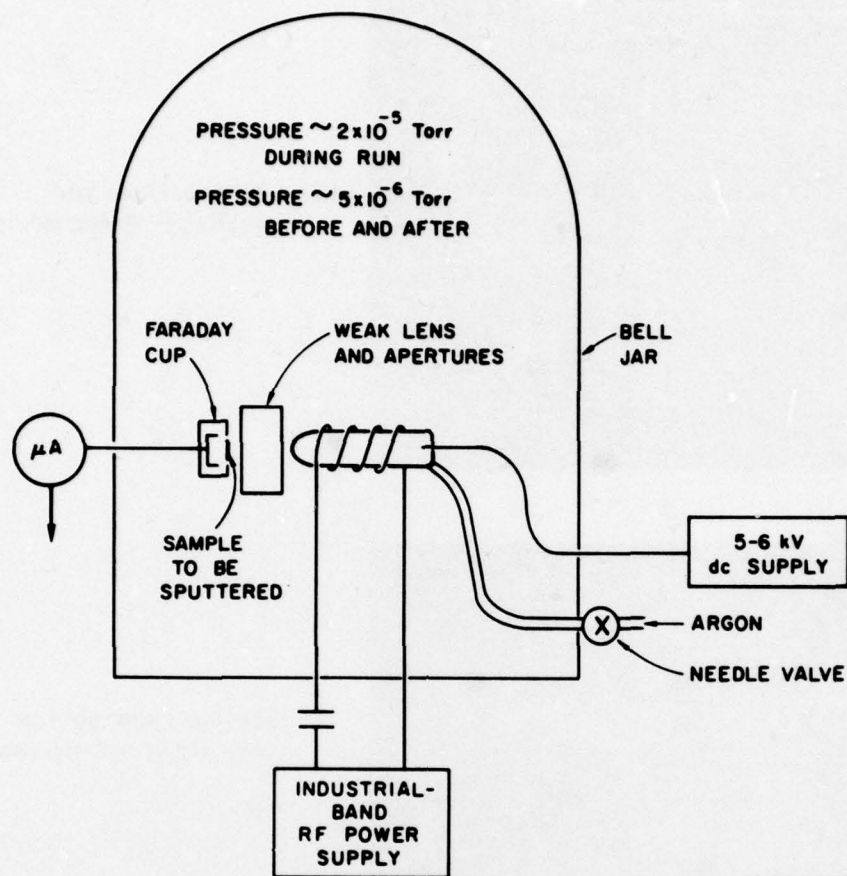 PRESSURE ~ 2x10⁻⁵ Torr
DURING RUN
PRESSURE ~ 5x10⁻⁶ Torr
BEFORE AND AFTER
FARADAY
CUP
WEAK LENS
AND APERTURES
BELL
JAR
μA
SAMPLE
TO BE
SPUTTERED
5-6 kV
dc SUPPLY
X
ARGON
NEEDLE VALVE
INDUSTRIAL-
BAND
RF POWER
SUPPLY